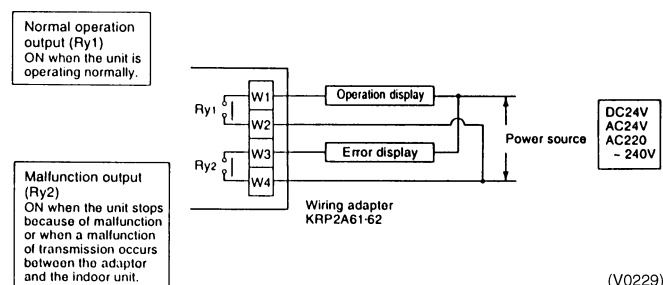 Normal operation
output (Ry1)
ON when the unit is
operating normally.
Ry1
W1
W2
Ry2
W3
W4
Operation display
Error display
Power source
DC24V
AC24V
AC220
~ 240V
Wiring adapter
KRP2A61·62
Malfunction output
(Ry2)
ON when the unit stops
because of malfunction
or when a malfunction
of transmission occurs
between the adaptor
and the indoor unit.
(V0229)